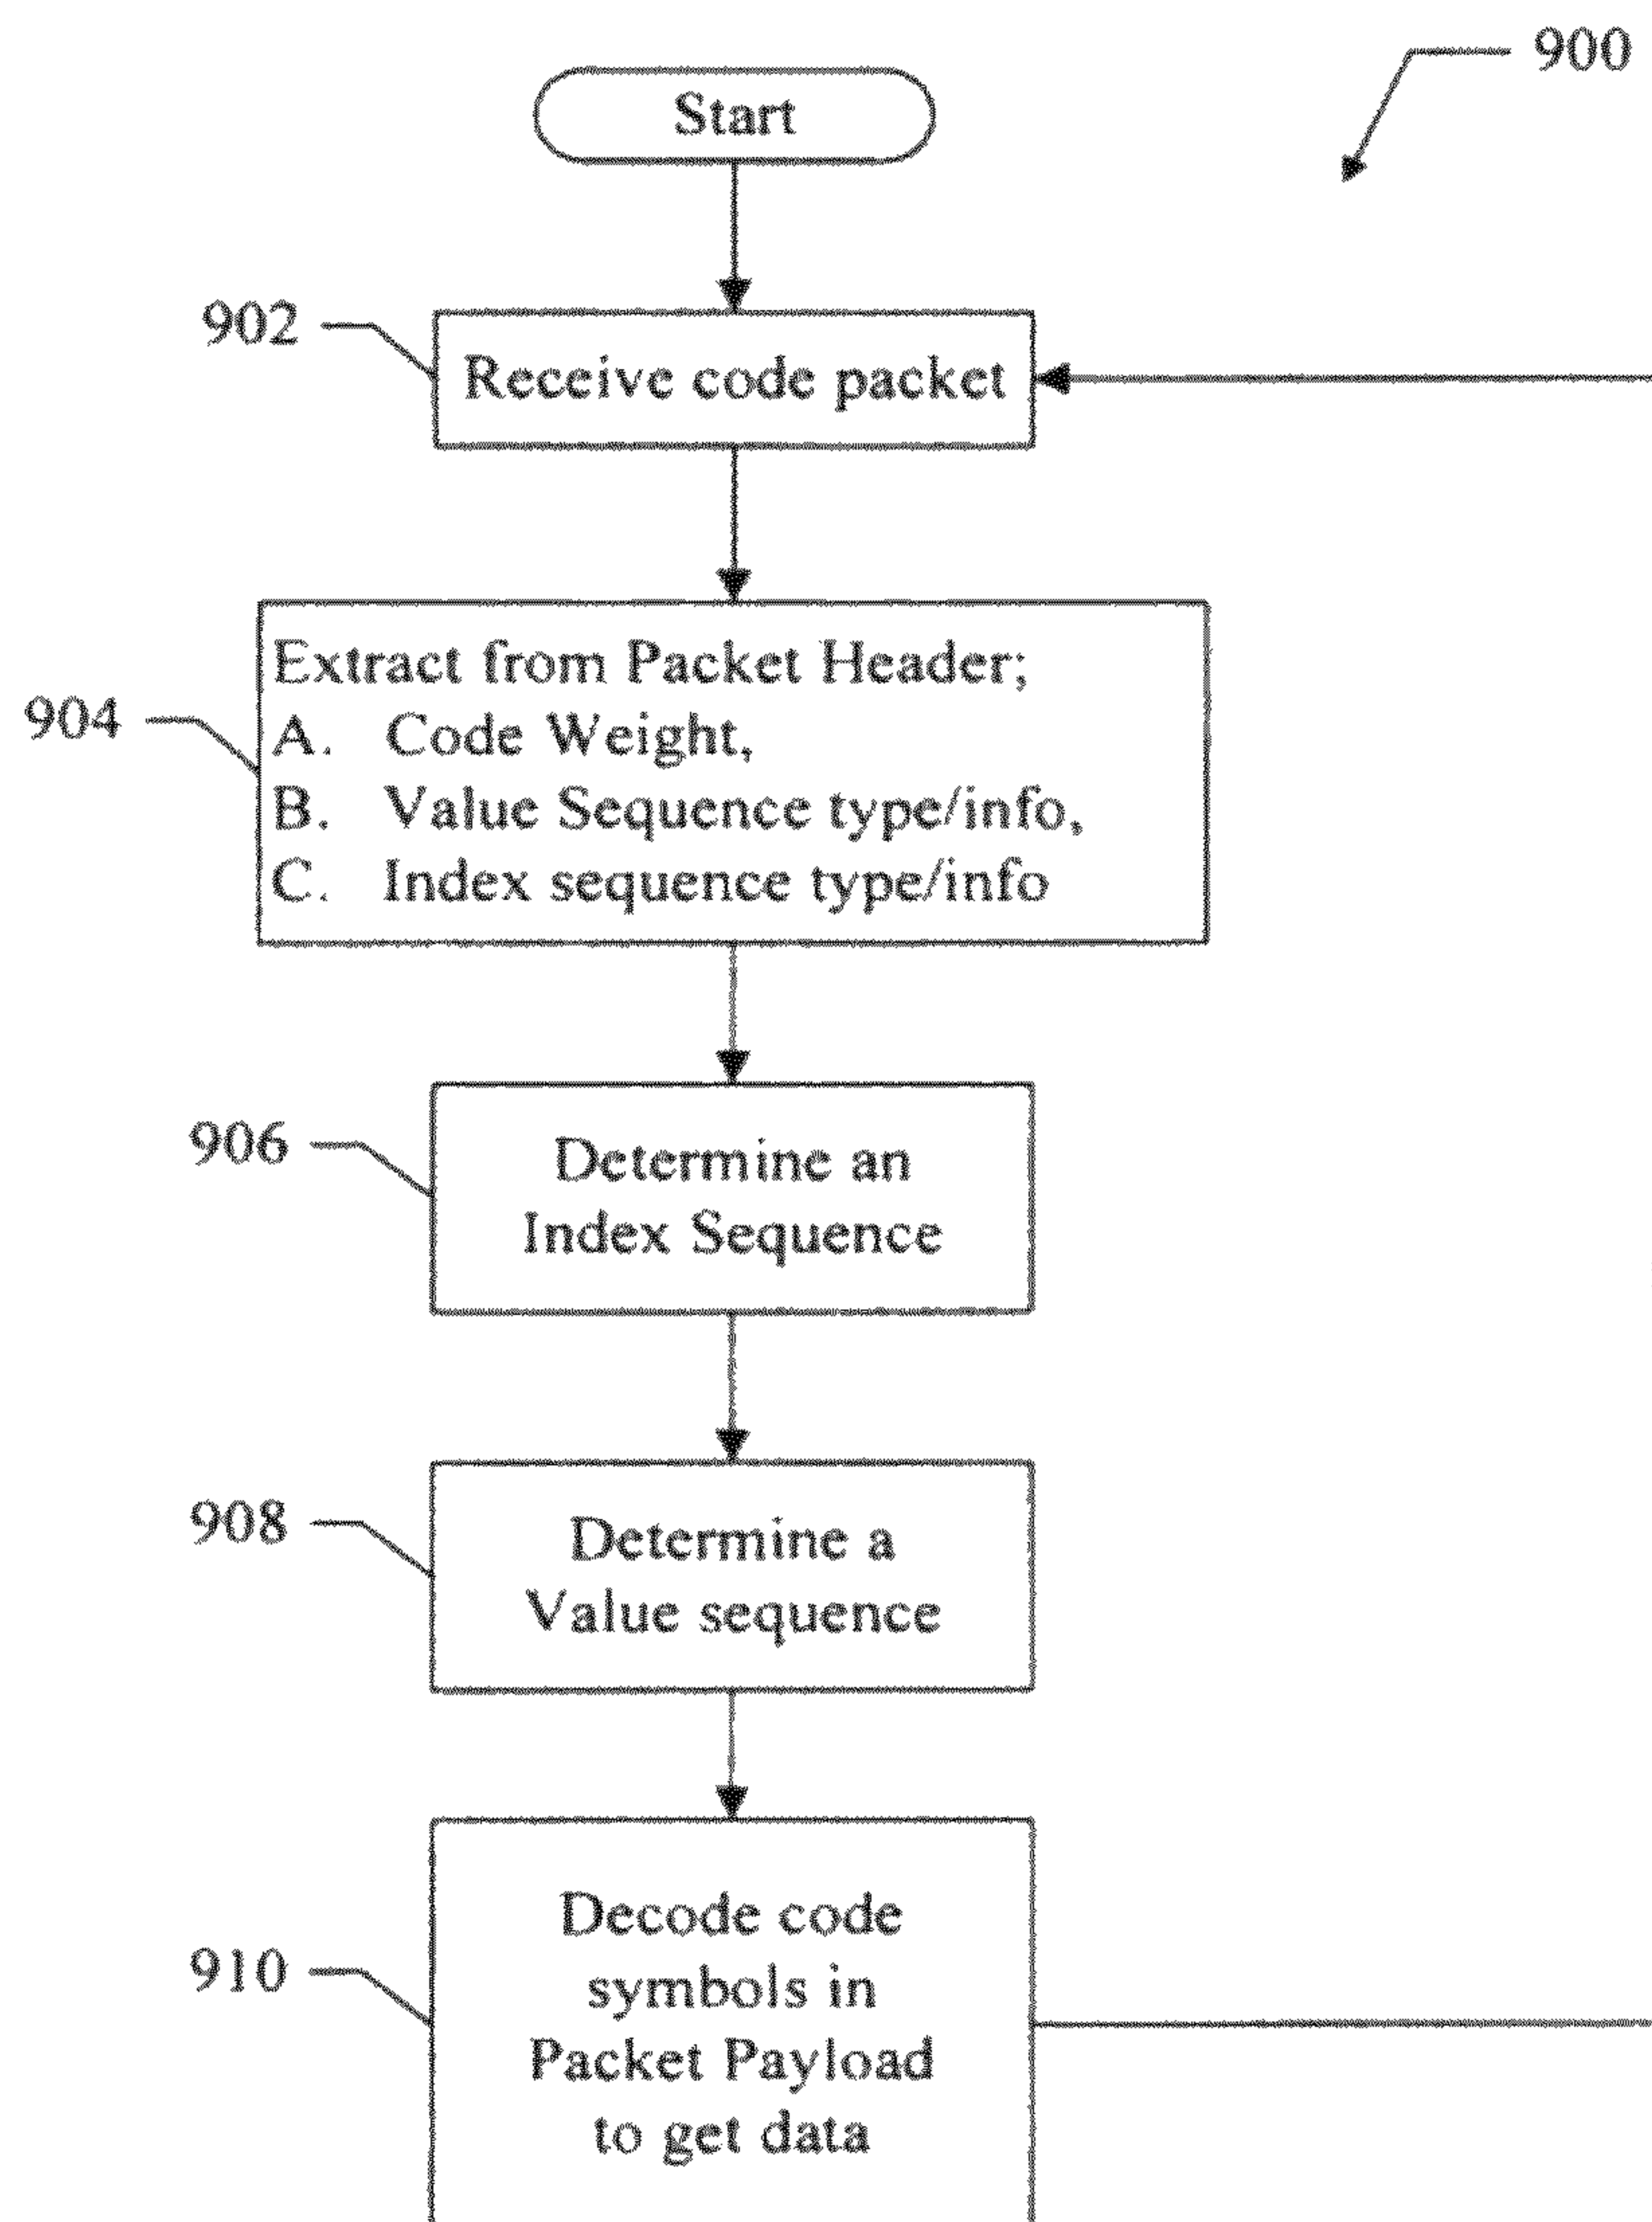 900
Start
902
Receive code packet
904
Extract from Packet Header;
A. Code Weight,
B. Value Sequence type/info,
C. Index sequence type/info
906
Determine an
Index Sequence
908
Determine a
Value sequence
910
Decode code
symbols in
Packet Payload
to get data